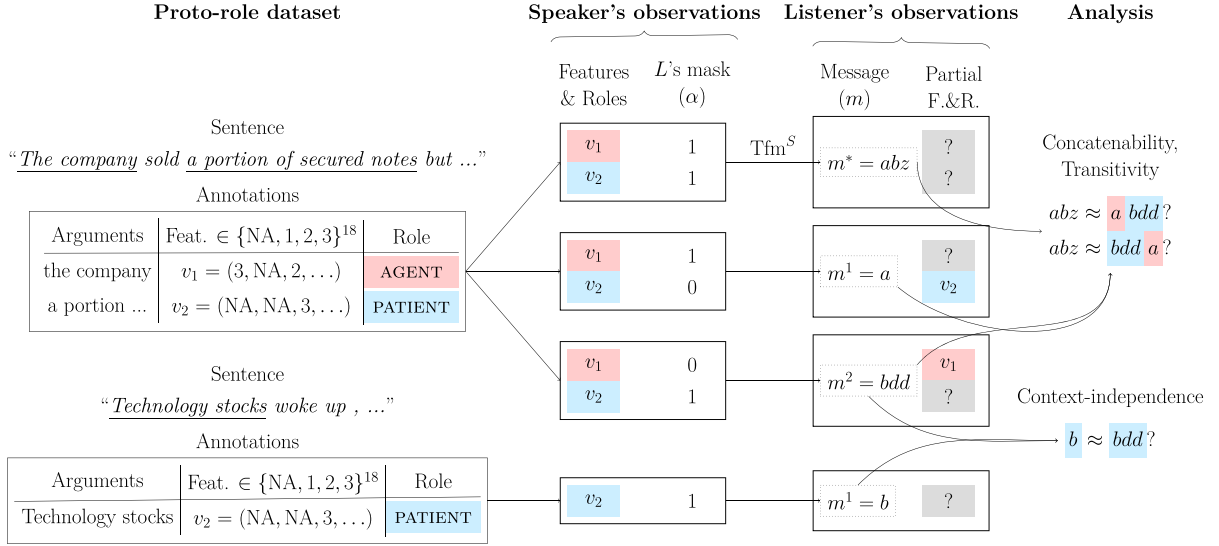 Proto-role dataset
Speaker's observations
Listener's observations
Analysis
Features
& Roles
L's mask
(α)
Message
(m)
Partial
F.&R.
Sentence
“The company sold a portion of secured notes but ...”
Annotations
Arguments Feat. ∈ {NA, 1, 2, 3}¹⁸ Role
the company v₁ = (3, NA, 2, . . .) AGENT
a portion ... v₂ = (NA, NA, 3, . . .) PATIENT
v₁ 1
v₂ 1
Tfmˢ
m* = abz
?
?
v₁ 1
v₂ 0
m¹ = a
?
v₂
v₁ 0
v₂ 1
m² = bdd
v₁
?
Concatenability,
Transitivity
abz ≈ a bdd?
abz ≈ bdd a?
Sentence
“Technology stocks woke up , ...”
Annotations
Arguments Feat. ∈ {NA, 1, 2, 3}¹⁸ Role
Technology stocks v₂ = (NA, NA, 3, . . .) PATIENT
v₂ 1
m¹ = b
?
Context-independence
b ≈ bdd?